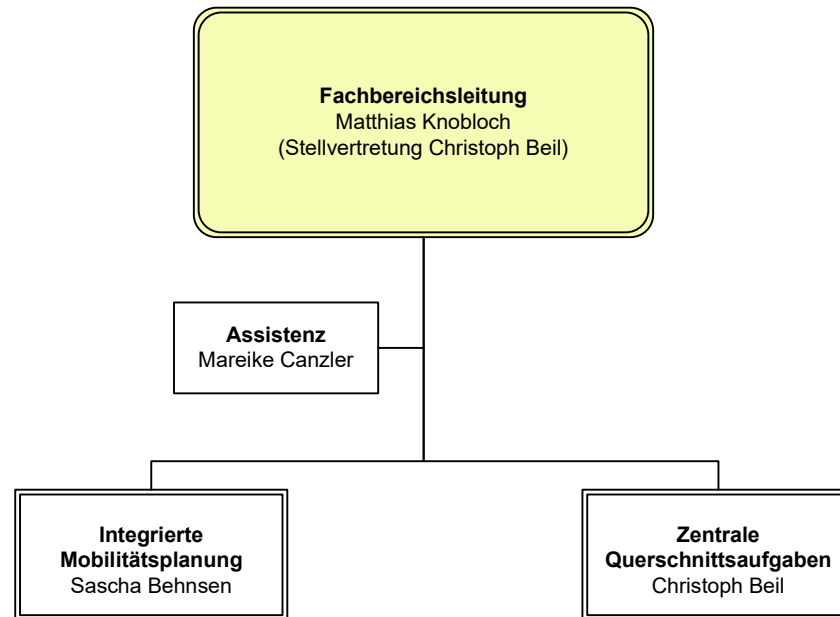 Fachbereichsleitung
Matthias Knobloch
(Stellvertretung Christoph Beil)
Assistenz
Mareike Canzler
Integrierte
Mobilitätsplanung
Sascha Behnsen
Zentrale
Querschnittsaufgaben
Christoph Beil